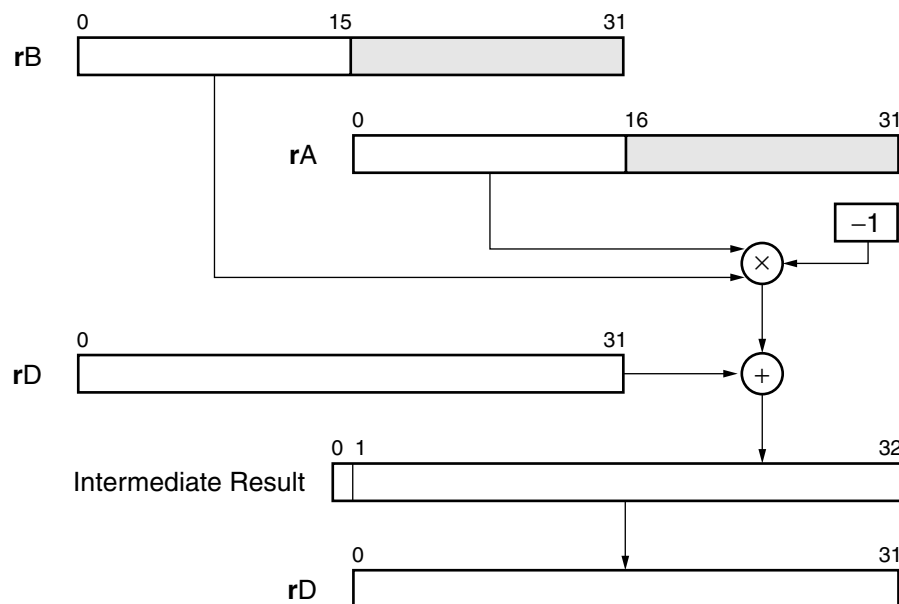 0 15 31
rB
0 16 31
rA
−1
×
0 31
rD
+
0 1 32
Intermediate Result
0 31
rD